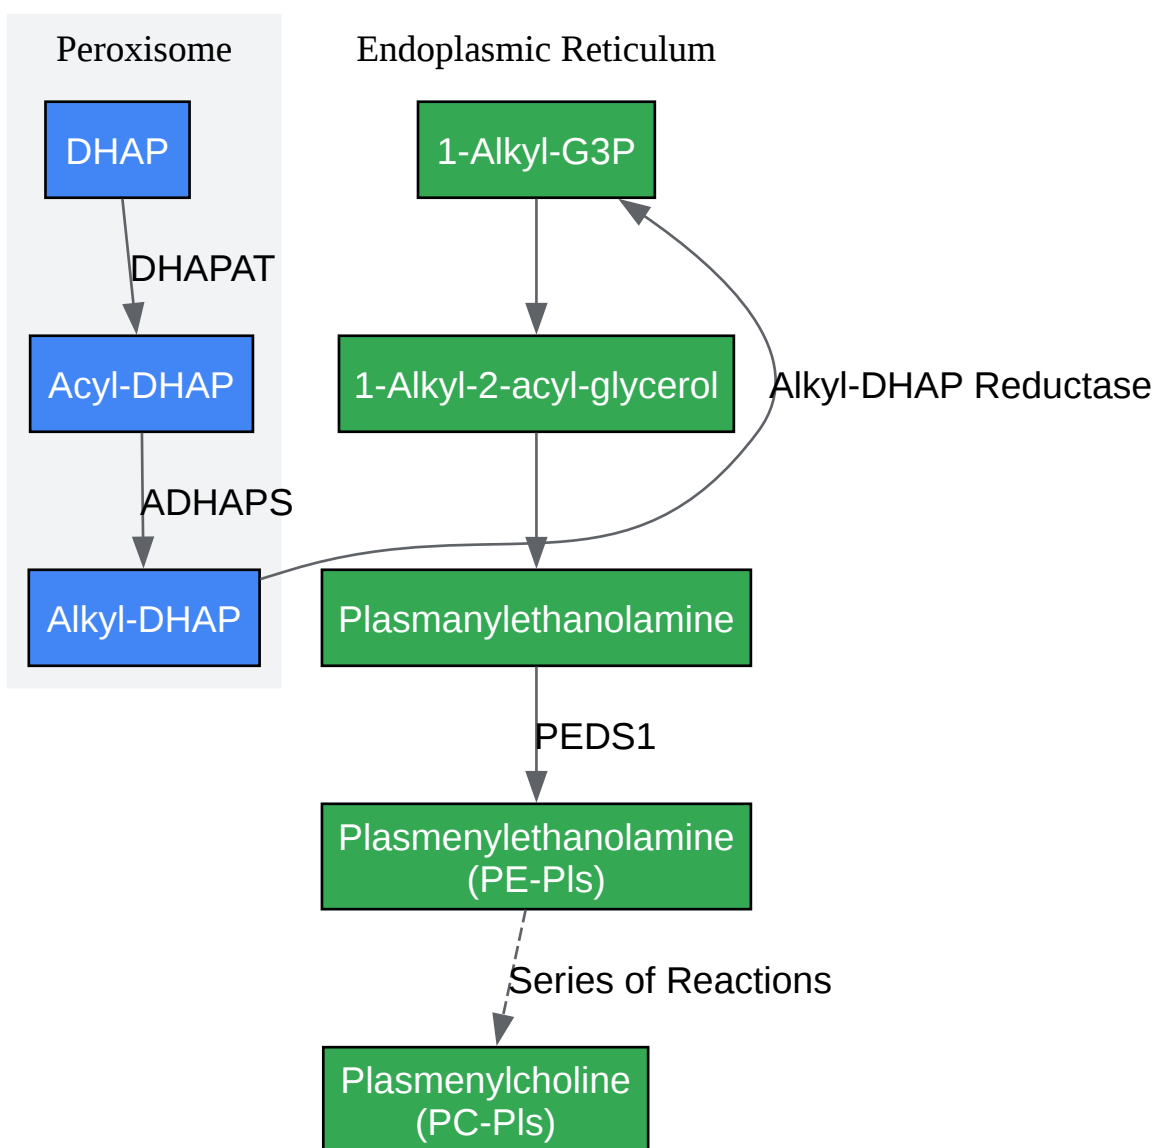 Peroxisome
Endoplasmic Reticulum
DHAP
1-Alkyl-G3P
DHAPAT
Acyl-DHAP
1-Alkyl-2-acyl-glycerol
Alkyl-DHAP Reductase
ADHAPS
Alkyl-DHAP
Plasmanylethanolamine
PEDS1
Plasmenylethanolamine
(PE-Pls)
Series of Reactions
Plasmenylcholine
(PC-Pls)